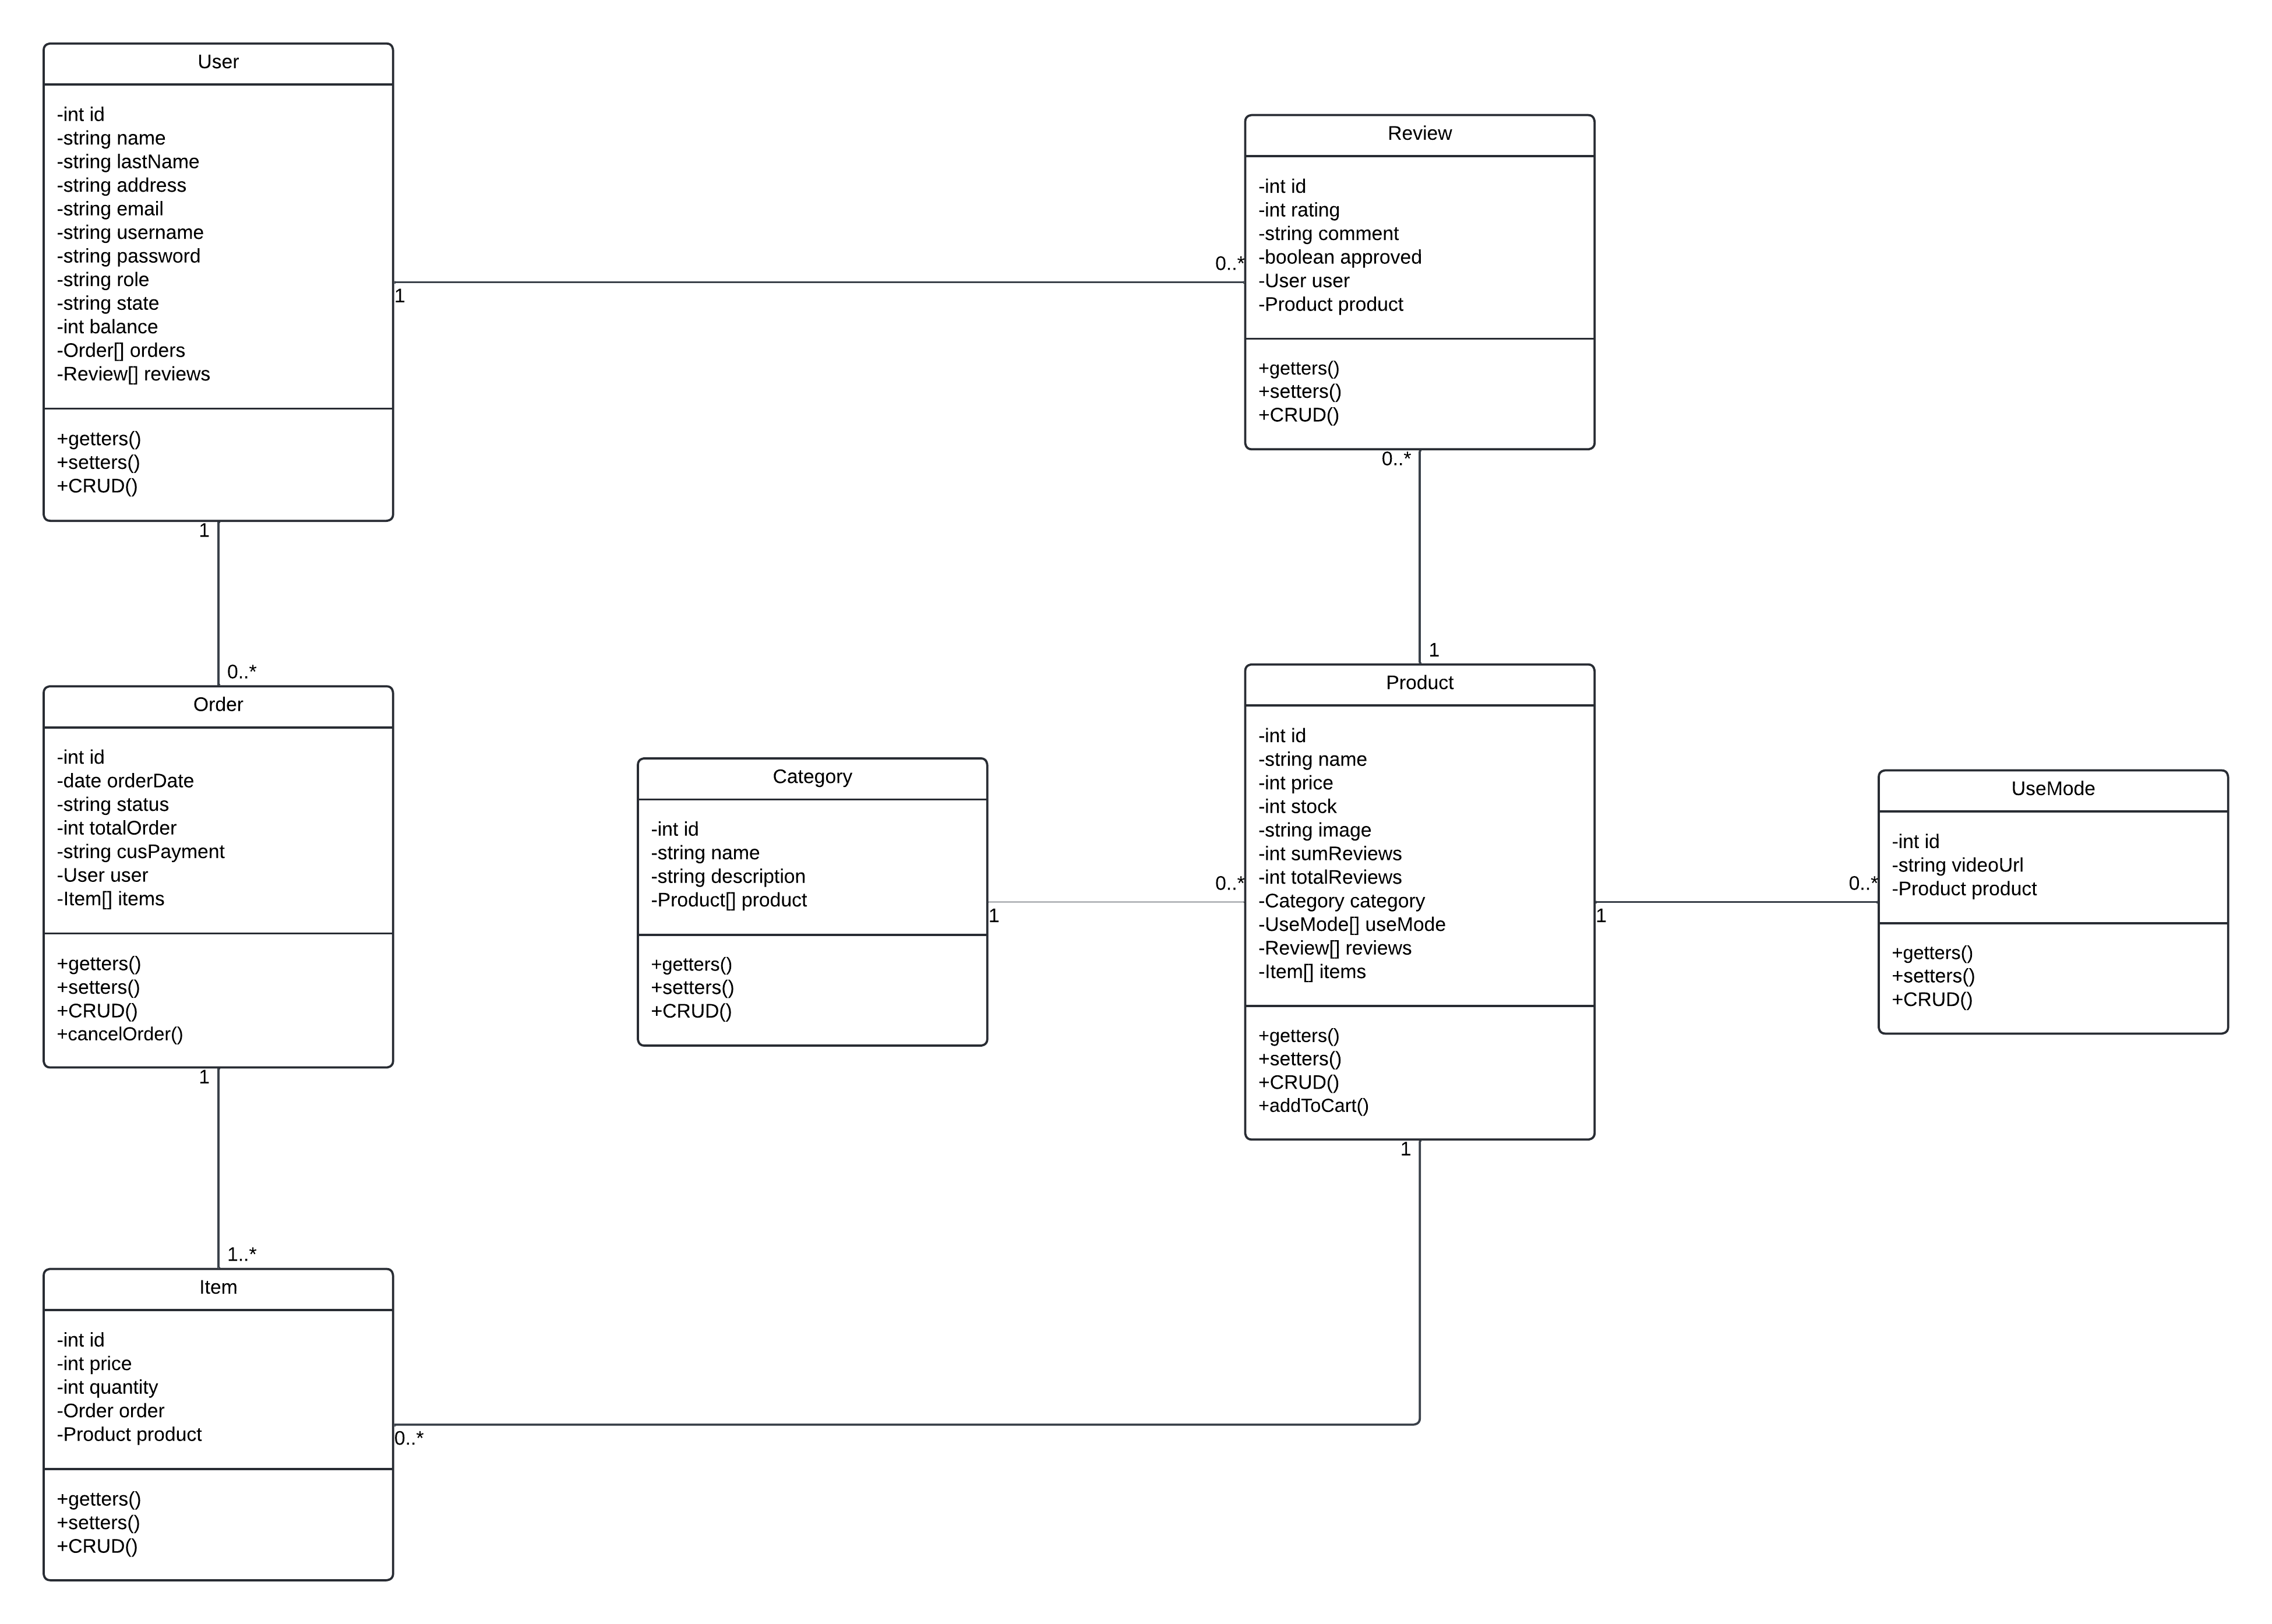 User
-int id
-string name
-string lastName
-string address
-string email
-string username
-string password
-string role
-string state
-int balance
-Order[] orders
-Review[] reviews
+getters()
+setters()
+CRUD()
1
0..*
Review
-int id
-int rating
-string comment
-boolean approved
-User user
-Product product
+getters()
+setters()
+CRUD()
0..*
1
1
0..*
Order
-int id
-date orderDate
-string status
-int totalOrder
-string cusPayment
-User user
-Item[] items
+getters()
+setters()
+CRUD()
+cancelOrder()
Category
-int id
-string name
-string description
-Product[] product
+getters()
+setters()
+CRUD()
1
0..*
Product
-int id
-string name
-int price
-int stock
-string image
-int sumReviews
-int totalReviews
-Category category
-UseMode[] useMode
-Review[] reviews
-Item[] items
+getters()
+setters()
+CRUD()
+addToCart()
1
0..*
UseMode
-int id
-string videoUrl
-Product product
+getters()
+setters()
+CRUD()
1
1..*
1
Item
-int id
-int price
-int quantity
-Order order
-Product product
+getters()
+setters()
+CRUD()
0..*